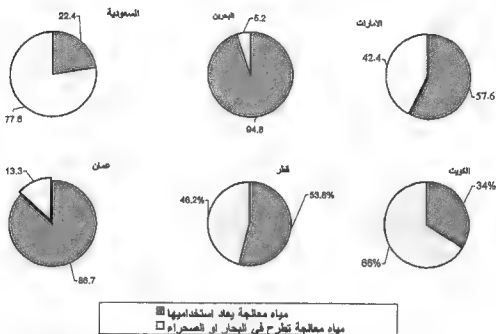 السعودية
22.4
77.6
البحرين
5.2
94.8
الامارات
42.4
57.6
عمان
13.3
86.7
قطر
46.2%
53.8%
الكويت
34%
66%
مياه معالجة يعاد إستخداميها
مياه معالجة تطرح في البحار او الصحراء